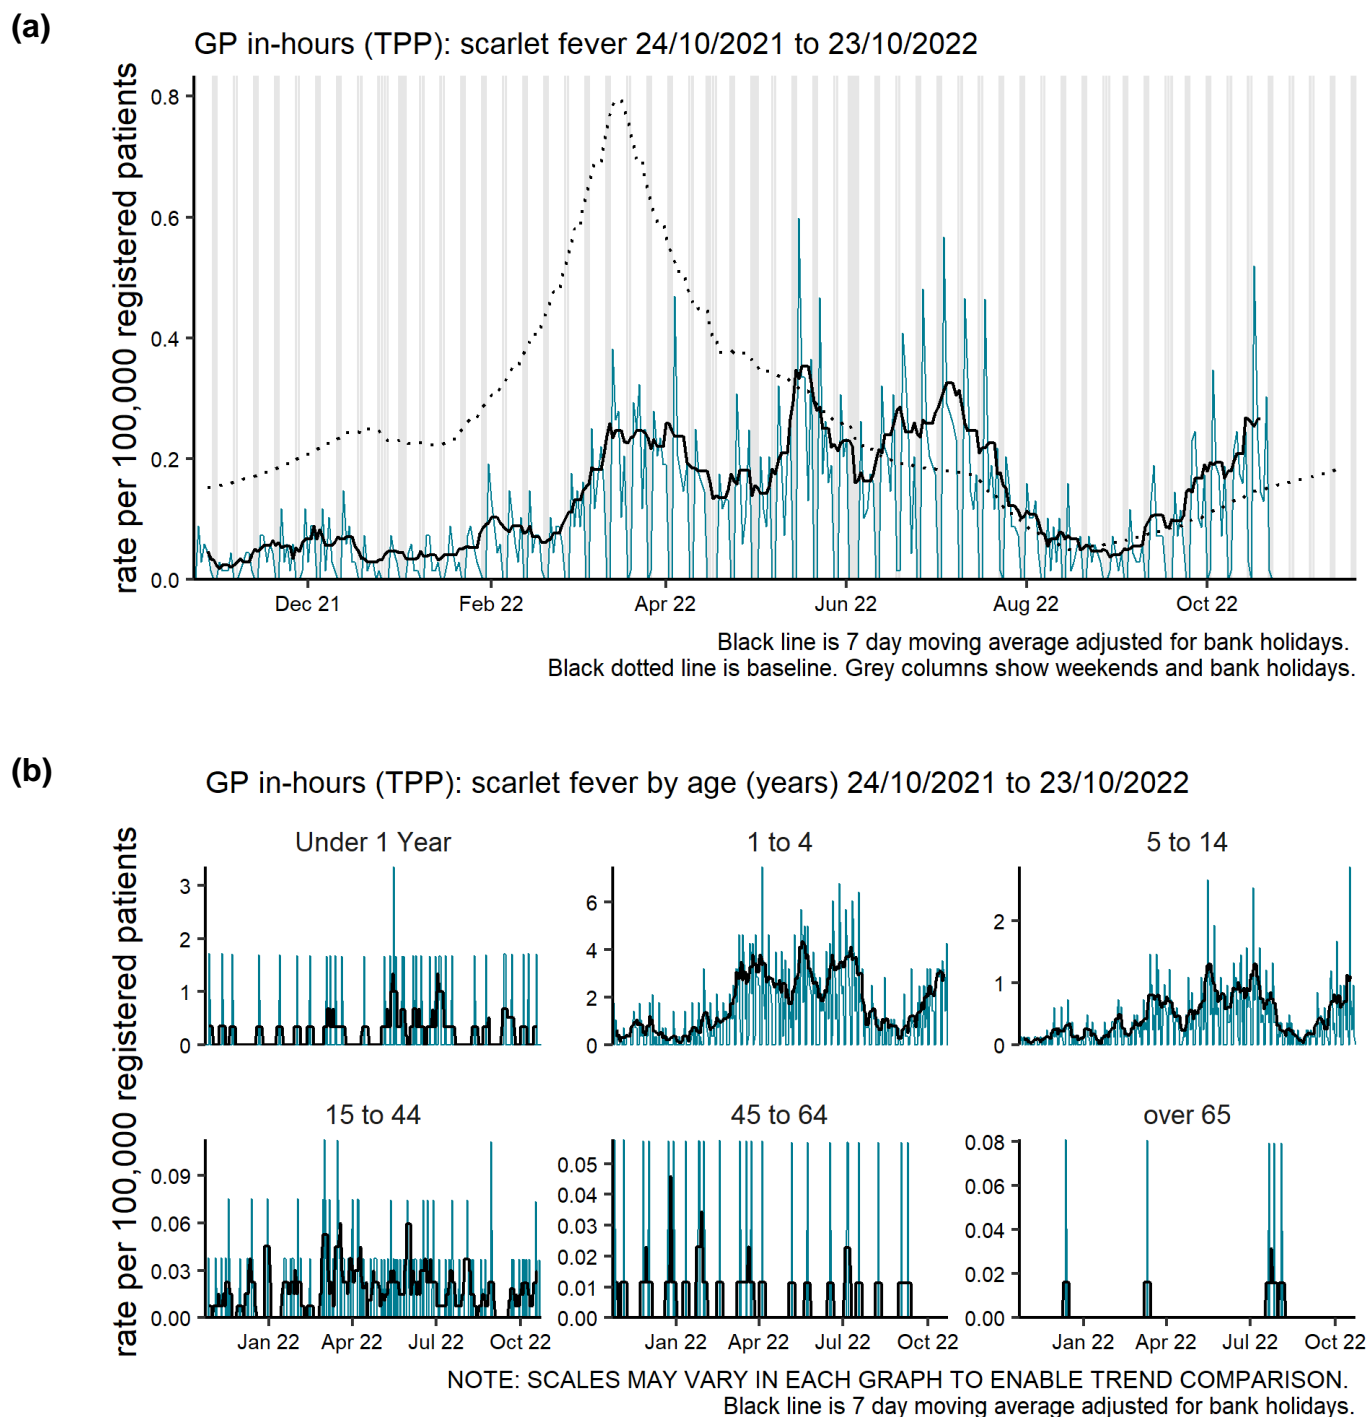 (a)
GP in-hours (TPP): scarlet fever 24/10/2021 to 23/10/2022
rate per 100,000 registered patients
0.8
0.6
0.4
0.2
0.0
Dec 21 Feb 22 Apr 22 Jun 22 Aug 22 Oct 22
Black line is 7 day moving average adjusted for bank holidays.
Black dotted line is baseline. Grey columns show weekends and bank holidays.
(b)
GP in-hours (TPP): scarlet fever by age (years) 24/10/2021 to 23/10/2022
rate per 100,000 registered patients
Under 1 Year
3
2
1
0
1 to 4
6
4
2
0
5 to 14
2
1
0
15 to 44
0.09
0.06
0.03
0.00
Jan 22 Apr 22 Jul 22 Oct 22
45 to 64
0.05
0.04
0.03
0.02
0.01
0.00
Jan 22 Apr 22 Jul 22 Oct 22
over 65
0.08
0.06
0.04
0.02
0.00
Jan 22 Apr 22 Jul 22 Oct 22
NOTE: SCALES MAY VARY IN EACH GRAPH TO ENABLE TREND COMPARISON.
Black line is 7 day moving average adjusted for bank holidays.